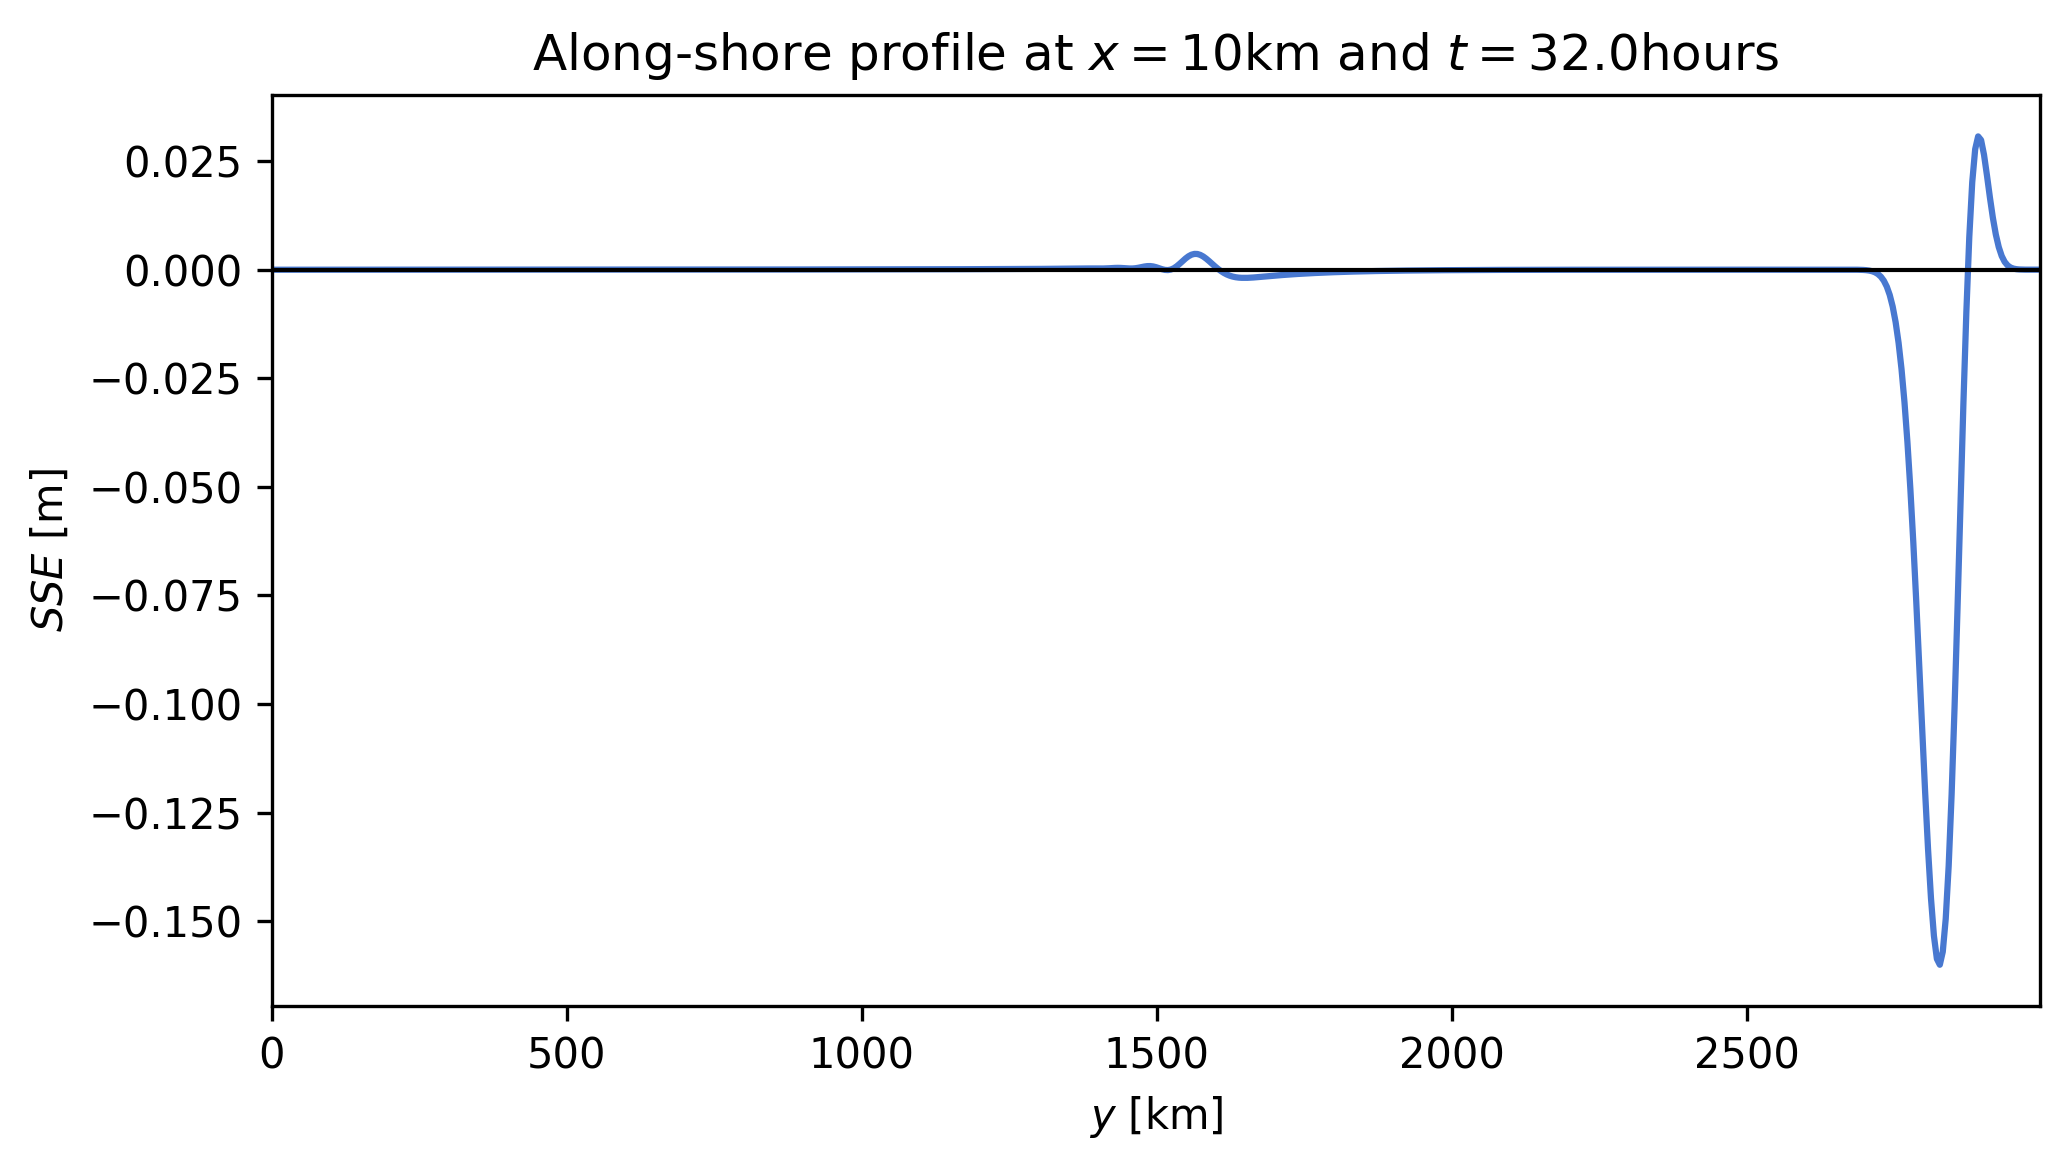 Along-shore profile at x = 10km and t = 32.0hours
0.025
0.000
−0.025
−0.050
−0.075
−0.100
−0.125
−0.150
SSE [m]
0 500 1000 1500 2000 2500
y [km]